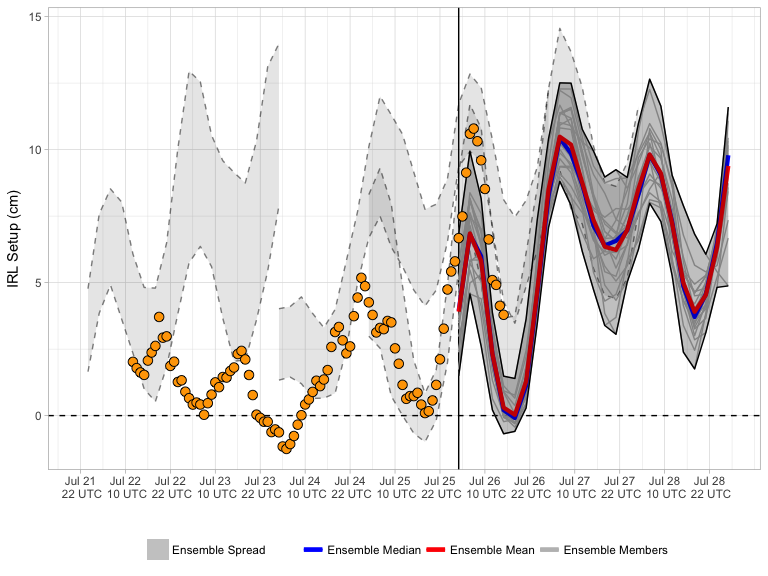 15
10
5
0
IRL Setup (cm)
Jul 21 Jul 22 Jul 22 Jul 23 Jul 23 Jul 24 Jul 24 Jul 25 Jul 25 Jul 26 Jul 26 Jul 27 Jul 27 Jul 28 Jul 28
22 UTC 10 UTC 22 UTC 10 UTC 22 UTC 10 UTC 22 UTC 10 UTC 22 UTC 10 UTC 22 UTC 10 UTC 22 UTC 10 UTC 22 UTC
Ensemble Spread Ensemble Median Ensemble Mean Ensemble Members